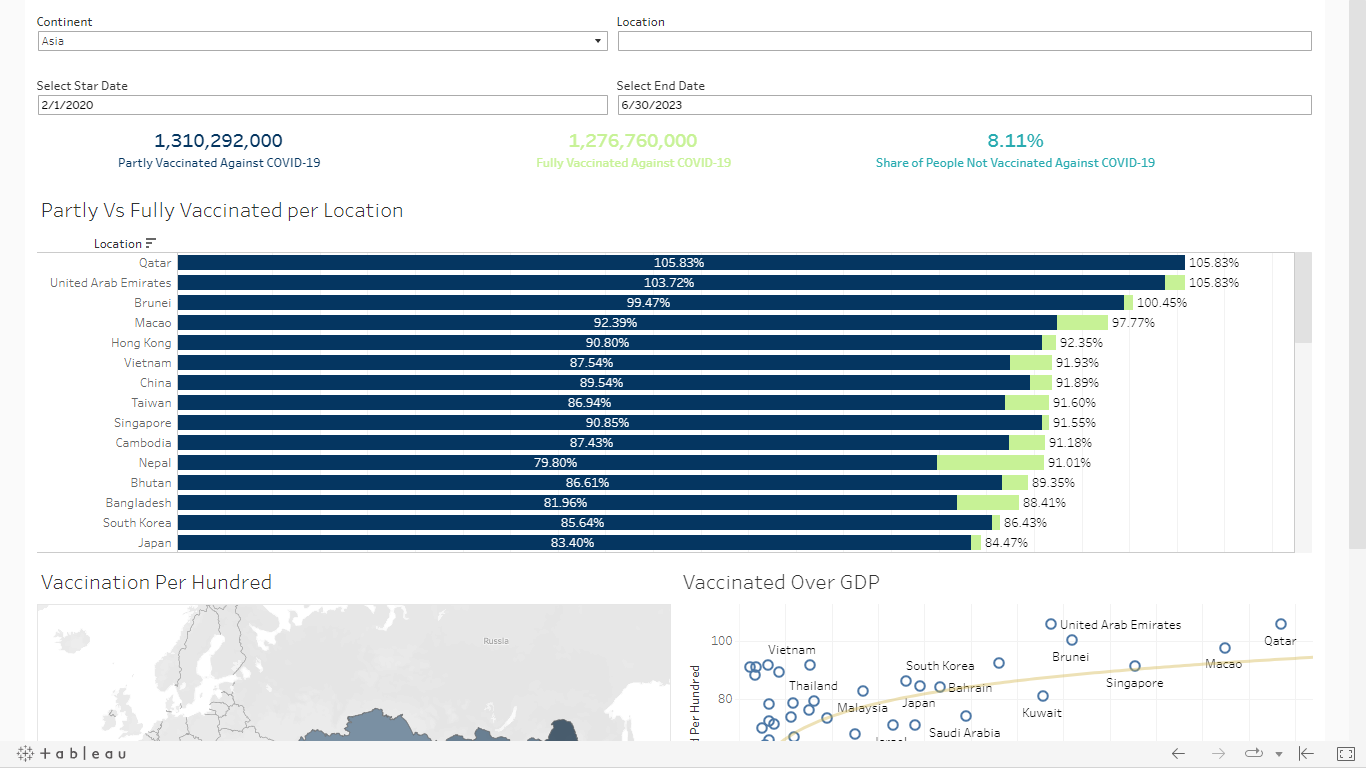 Continent
Location
Asia
Select Star Date
Select End Date
2/1/2020
6/30/2023
1,310,292,000
1,276,760,000
8.11%
Partly Vaccinated Against COVID-19
Fully Vaccinated Against COVID-19
Share of People Not Vaccinated Against COVID-19
Partly Vs Fully Vaccinated per Location
Location
Qatar 105.83% 105.83%
United Arab Emirates 103.72% 105.83%
Brunei 99.47% 100.45%
Macao 92.39% 97.77%
Hong Kong 90.80% 92.35%
Vietnam 87.54% 91.93%
China 89.54% 91.89%
Taiwan 86.94% 91.60%
Singapore 90.85% 91.55%
Cambodia 87.43% 91.18%
Nepal 79.80% 91.01%
Bhutan 86.61% 89.35%
Bangladesh 81.96% 88.41%
South Korea 85.64% 86.43%
Japan 83.40% 84.47%
Vaccination Per Hundred
Vaccinated Over GDP
Russia
100
80
Per Hundred
United Arab Emirates
Qatar
Vietnam
Brunei
Macao
South Korea
Singapore
Thailand
Bahrain
Malaysia
Japan
Kuwait
Saudi Arabia
Israel
+ableau